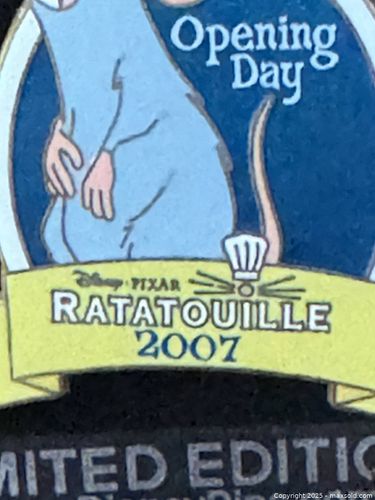 Opening
Day
Disney · PIXAR
RATATOUILLE
2007
MITED EDITIO
Copyright 2025 - maxsold.com